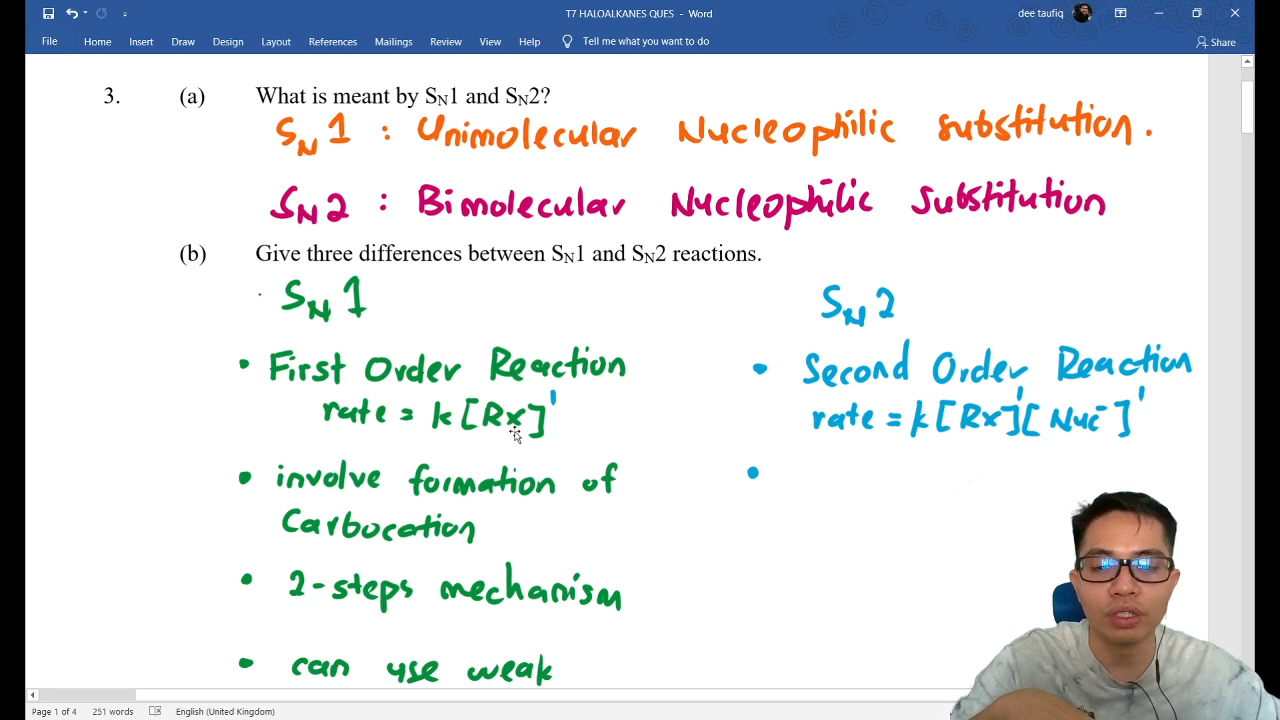 T7 HALOALKANES QUES - Word
dee taufiq
File Home Insert Draw Design Layout References Mailings Review View Help Tell me what you want to do Share
3. (a) What is meant by SN1 and SN2?
SN1 : Unimolecular Nucleophilic substitution.
SN2 : Bimolecular Nucleophilic Substitution
(b) Give three differences between SN1 and SN2 reactions.
SN1
SN2
• First Order Reaction
rate = k[Rx]¹
• Second Order Reaction
rate = k[Rx]¹[Nuc⁻]¹
• involve formation of
Carbocation
•
• 2-steps mechanism
• can use weak
Page 1 of 4 251 words English (United Kingdom)